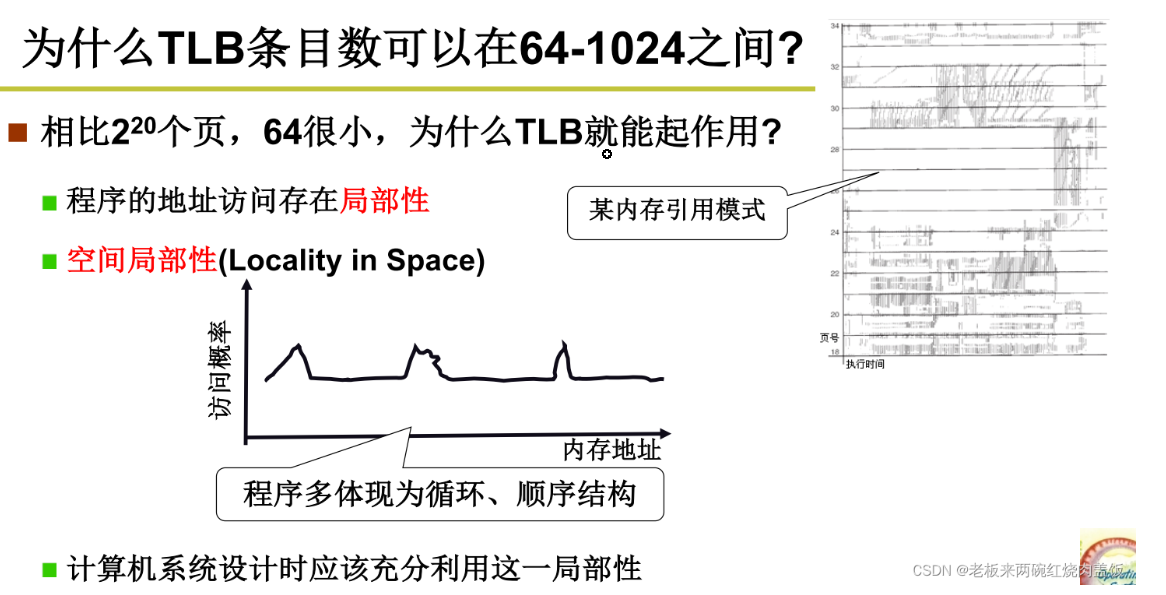 为什么TLB条目数可以在64-1024之间?
相比2²⁰个页，64很小，为什么TLB就能起作用?
程序的地址访问存在局部性
空间局部性(Locality in Space)
访问概率
内存地址
程序多体现为循环、顺序结构
计算机系统设计时应该充分利用这一局部性
某内存引用模式
34
32
30
28
26
24
22
20
页号
18
执行时间
CSDN @老板来两碗红烧肉盖饭